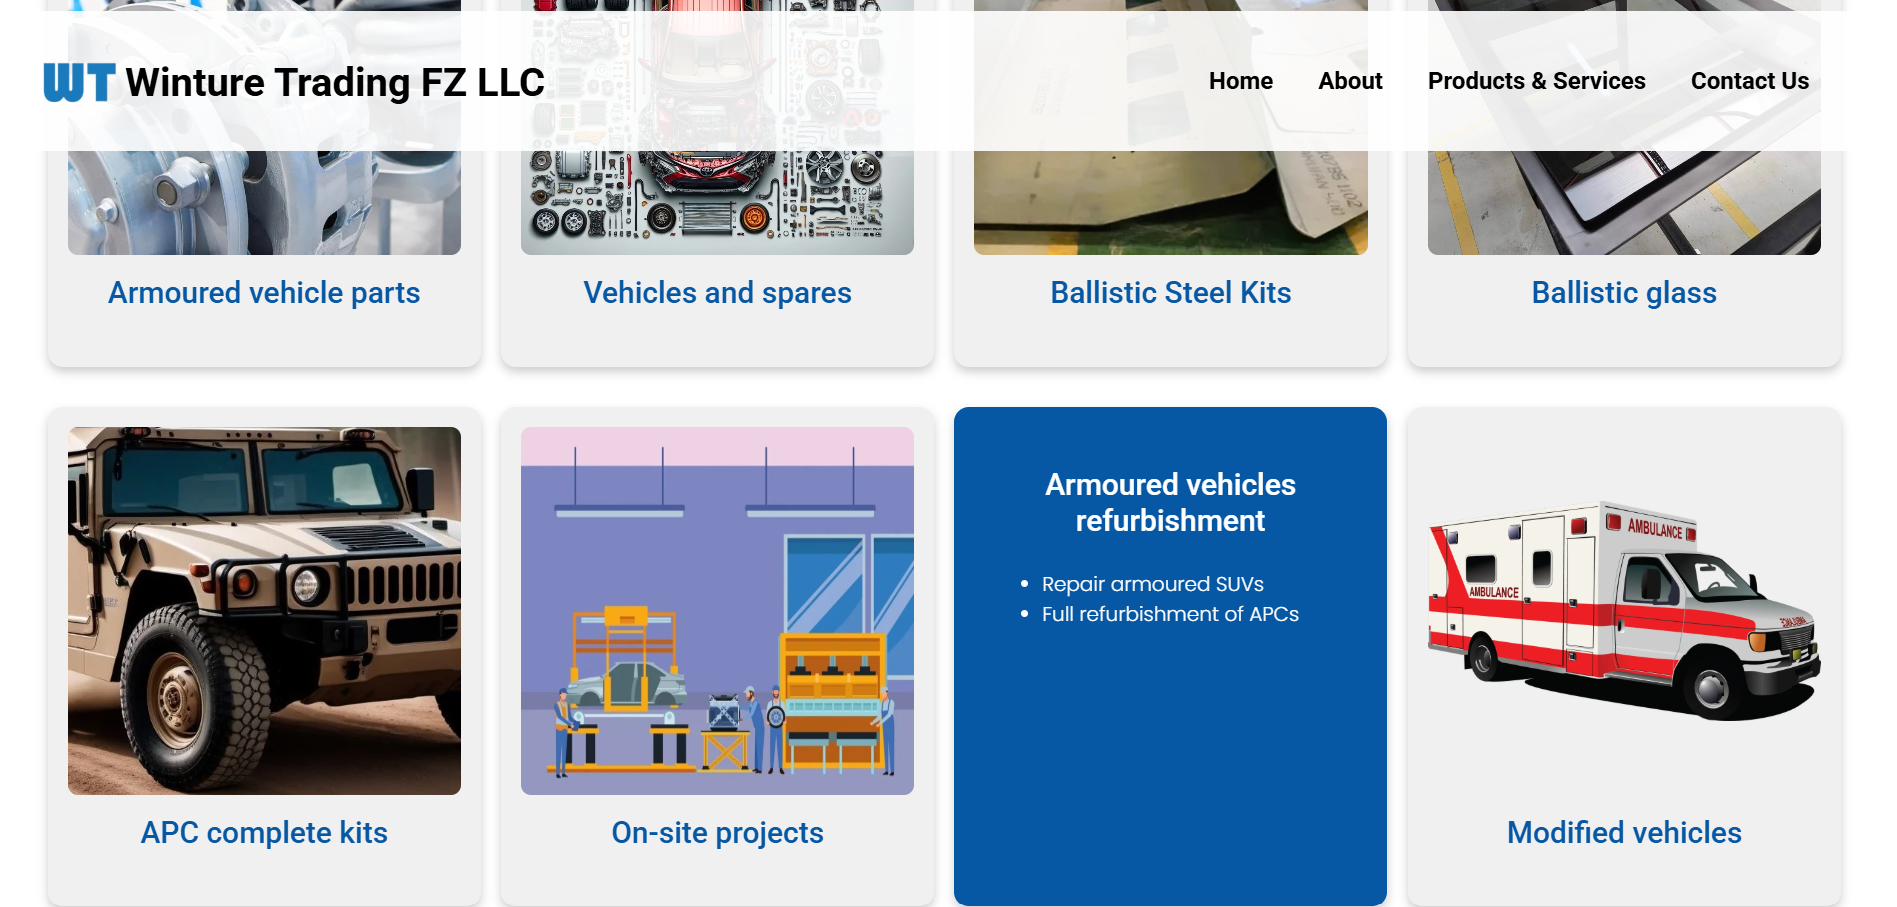 WT Winture Trading FZ LLC
Home About Products & Services Contact Us
Armoured vehicle parts
Vehicles and spares
Ballistic Steel Kits
Ballistic glass
Armoured vehicles
refurbishment
Repair armoured SUVs
Full refurbishment of APCs
AMBULANCE
AMBULANCE
APC complete kits
On-site projects
Modified vehicles